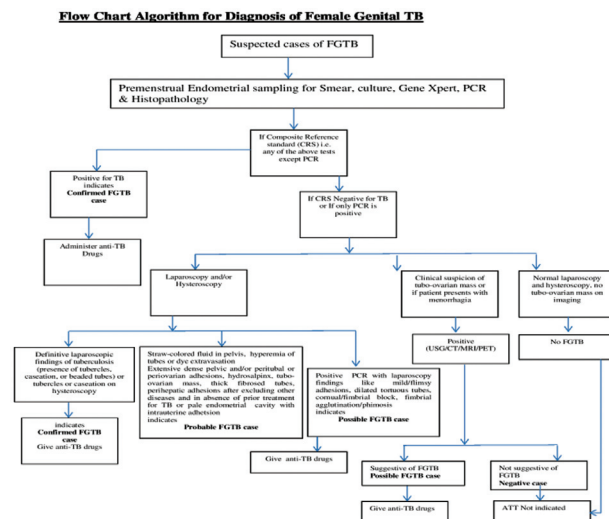 Flow Chart Algorithm for Diagnosis of Female Genital TB
Suspected cases of FGTB
Premenstrual Endometrial sampling for Smear, culture, Gene Xpert, PCR
& Histopathology
If Composite Reference
standard (CRS) i.e.
any of the above tests
except PCR
Positive for TB
indicates
Confirmed FGTB
case
If CRS Negative for TB
or If only PCR is
positive
Administer anti-TB
Drugs
Laparoscopy and/or
Hysteroscopy
Clinical suspicion of
tubo-ovarian mass or
if patient presents with
menorrhagia
Normal laparoscopy
and hysteroscopy, no
tubo-ovarian mass on
imaging
Definitive laparoscopic
findings of tuberculosis
(presence of tubercles,
caseation, or beaded tubes) or
tubercles or caseation on
hysteroscopy
Straw-colored fluid in pelvis, hyperemia of
tubes or dye extravasation
Extensive dense pelvic and/or peritubal or
periovarian adhesions, hydrosalpinx, tubo-
ovarian mass, thick fibrosed tubes,
perihepatic adhesions after excluding other
diseases and in absence of prior treatment
for TB or pale endometrial cavity with
intrauterine adhetsion
indicates
Probable FGTB case
Positive PCR with laparoscopy
findings like mild/flimsy
adhesions, dilated tortuous tubes,
cornual/fimbrial block, fimbrial
agglutination/phimosis
indicates
Possible FGTB case
Positive
(USG/CT/MRI/PET)
No FGTB
indicates
Confirmed FGTB
case
Give anti-TB drugs
Give anti-TB drugs
Suggestive of FGTB
Possible FGTB case
Not suggestive of
FGTB
Negative case
Give anti-TB drugs
ATT Not indicated